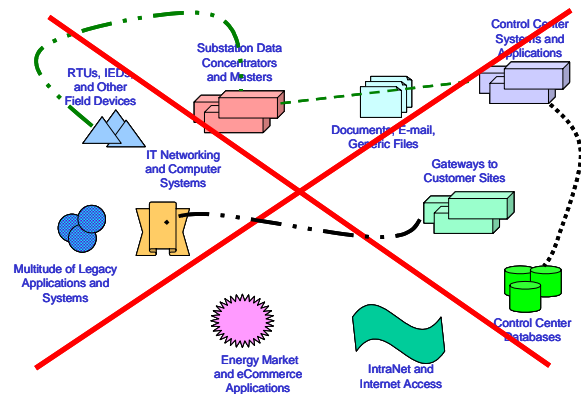 Substation Data
Concentrators
and Masters
Control Center
Systems and
Applications
RTUs, IEDs,
and Other
Field Devices
Documents, E-mail,
Generic Files
IT Networking
and Computer
Systems
Gateways to
Customer Sites
Multitude of Legacy
Applications and
Systems
Control Center
Databases
Energy Market
and eCommerce
Applications
IntraNet and
Internet Access